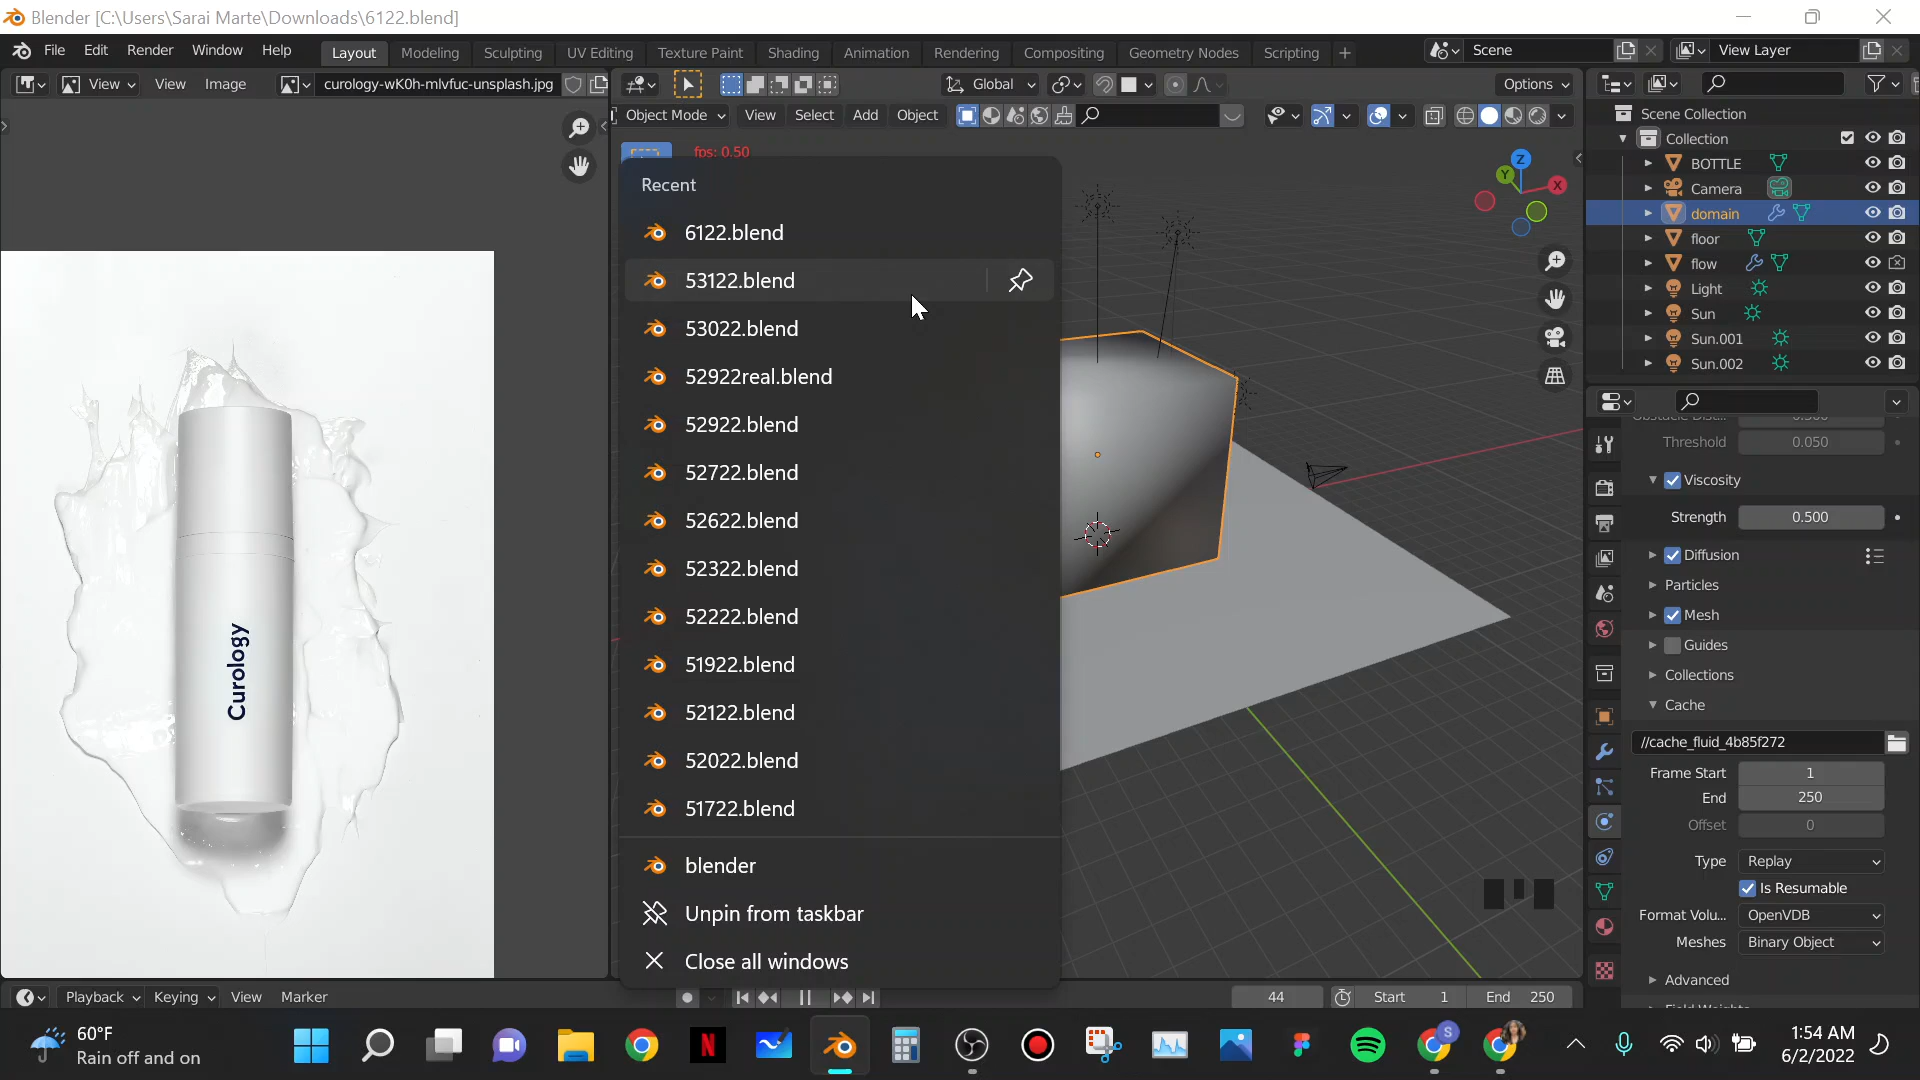 Blender [C:\Users\Sarai Marte\Downloads\6122.blend]
File Edit Render Window Help
Layout Modeling Sculpting UV Editing Texture Paint Shading Animation Rendering Compositing Geometry Nodes Scripting +
Scene
View Layer
View View Image curology-wK0h-mlvfuc-unsplash.jpg
Global
Options
Object Mode View Select Add Object
fps: 0.50
Recent
6122.blend
53122.blend
53022.blend
52922real.blend
52922.blend
52722.blend
52622.blend
52322.blend
52222.blend
51922.blend
52122.blend
52022.blend
51722.blend
blender
Unpin from taskbar
Close all windows
Curology
Z
Y
X
Scene Collection
Collection
BOTTLE
Camera
domain
floor
flow
Light
Sun
Sun.001
Sun.002
Threshold 0.050
Viscosity
Strength 0.500
Diffusion
Particles
Mesh
Guides
Collections
Cache
//cache_fluid_4b85f272
Frame Start 1
End 250
Offset 0
Type Replay
Is Resumable
Format Volu... OpenVDB
Meshes Binary Object
Advanced
Playback Keying View Marker
44 Start 1 End 250
60°F
Rain off and on
N
S
1:54 AM
6/2/2022